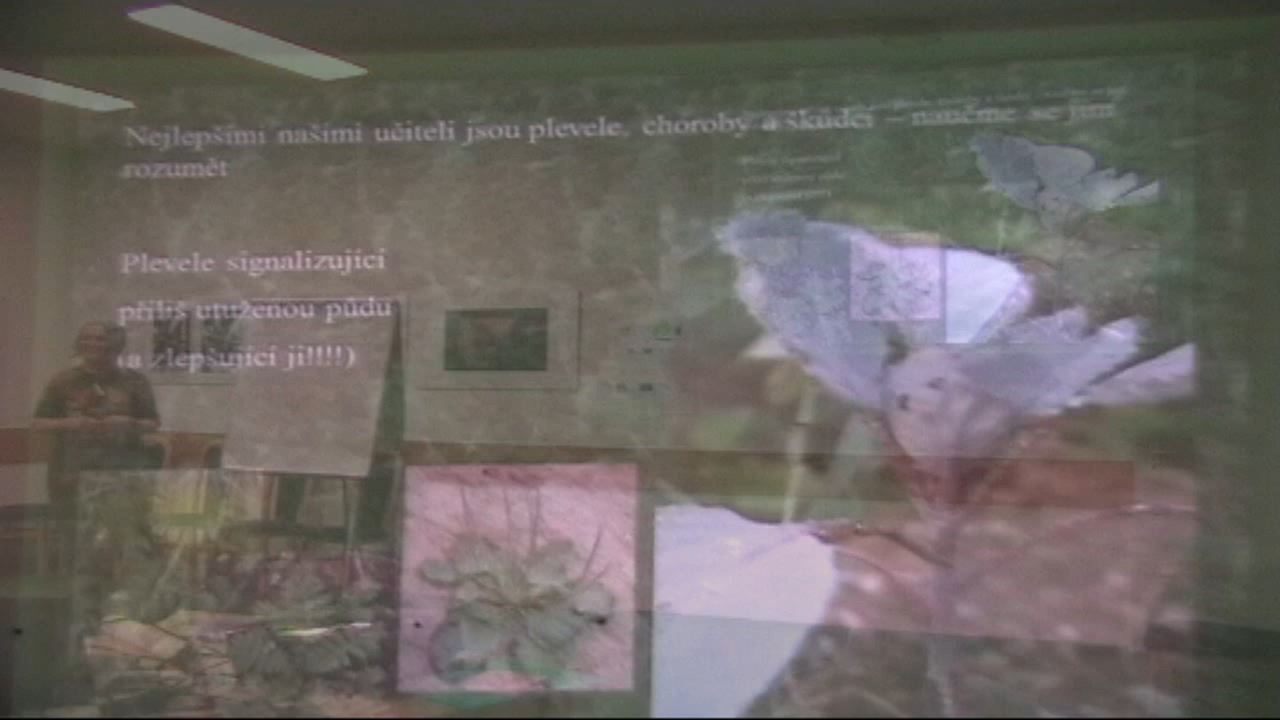 Nejlepšími našimi učiteli jsou plevele, choroby a škůdci – naučme se jim
rozumět
Plevele signalizující
příliš utuženou půdu
(a zlepšující ji!!!!)